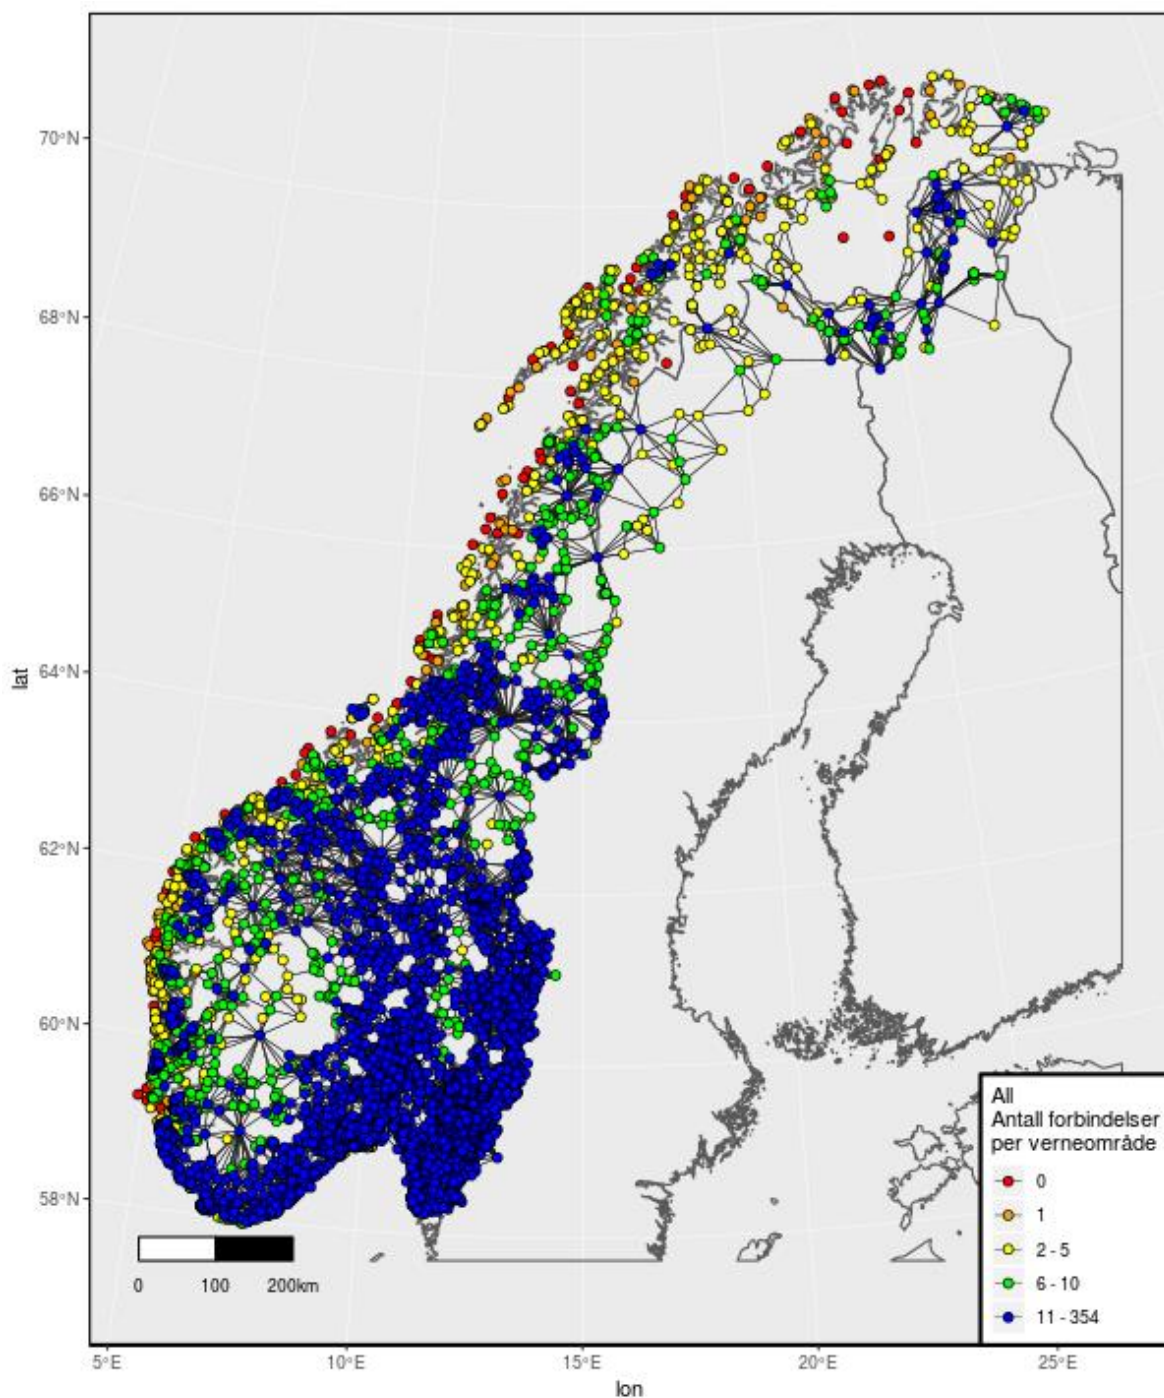 70°N
68°N
66°N
64°N
62°N
60°N
58°N
lat
0 100 200km
All
Antall forbindelser
per verneområde
0
1
2 - 5
6 - 10
11 - 354
5°E 10°E 15°E 20°E 25°E
lon